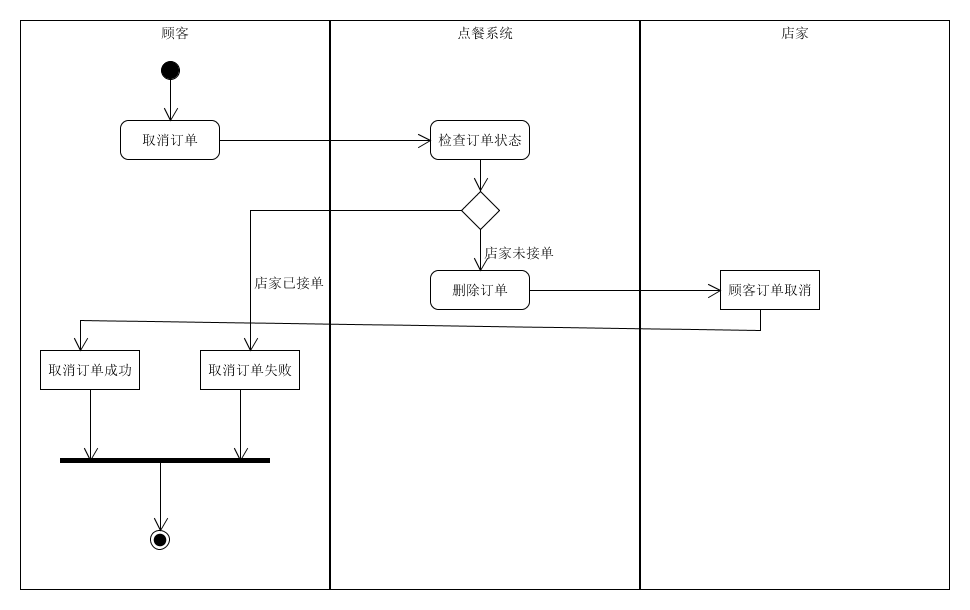 顾客
点餐系统
店家
取消订单
检查订单状态
店家未接单
店家已接单
删除订单
顾客订单取消
取消订单成功
取消订单失败